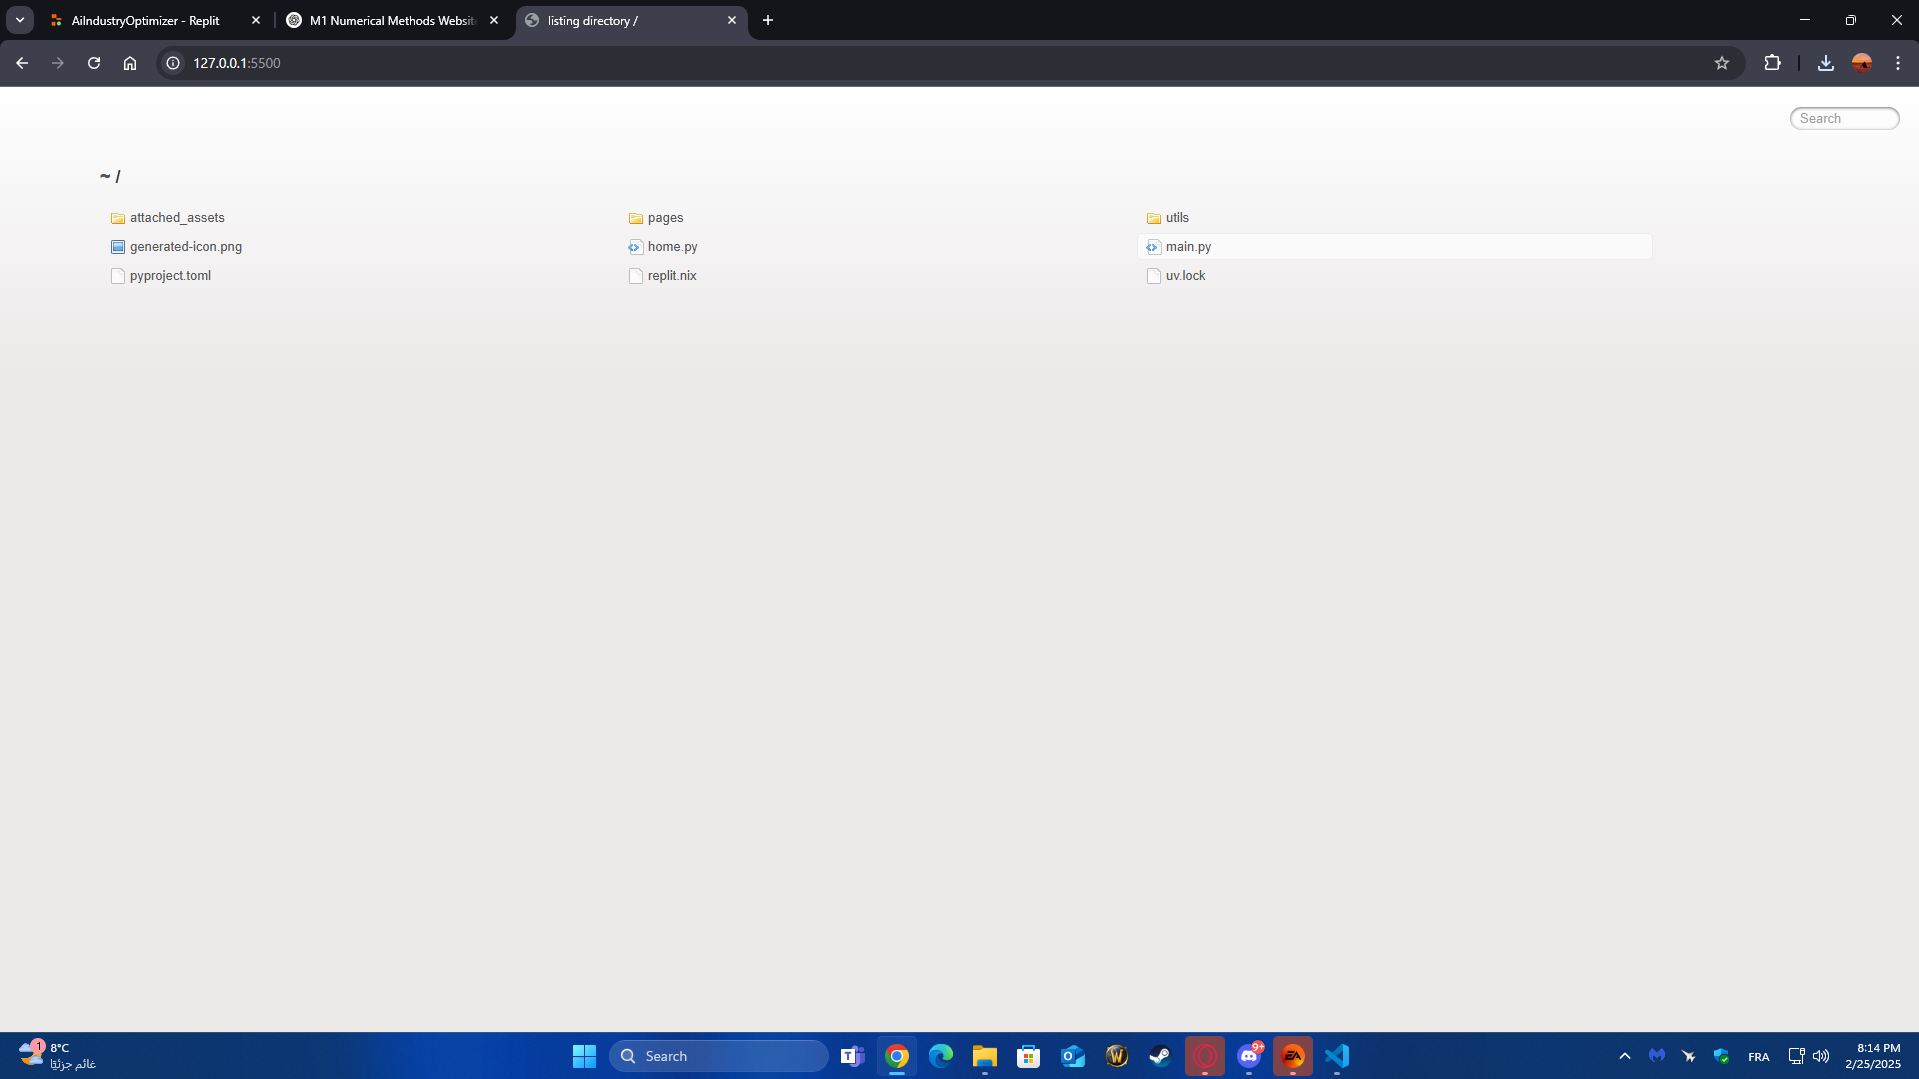 AiIndustryOptimizer - Replit
M1 Numerical Methods Website
listing directory /
127.0.0.1:5500
Search
~ /
attached_assets
pages
utils
generated-icon.png
home.py
main.py
pyproject.toml
replit.nix
uv.lock
1
8°C
غائم جزئيًا
Search
T
W
9+
EA
FRA
8:14 PM
2/25/2025